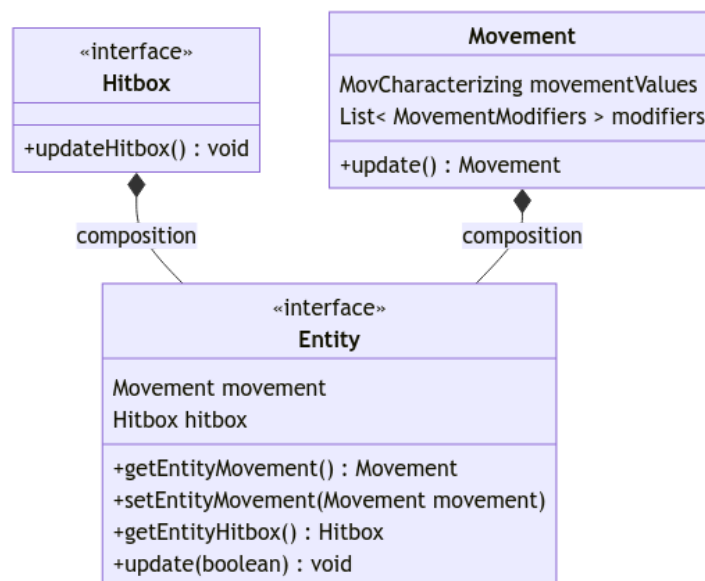 «interface»
Hitbox
+updateHitbox() : void
Movement
MovCharacterizing movementValues
List< MovementModifiers > modifiers
+update() : Movement
composition
composition
«interface»
Entity
Movement movement
Hitbox hitbox
+getEntityMovement() : Movement
+setEntityMovement(Movement movement)
+getEntityHitbox() : Hitbox
+update(boolean) : void